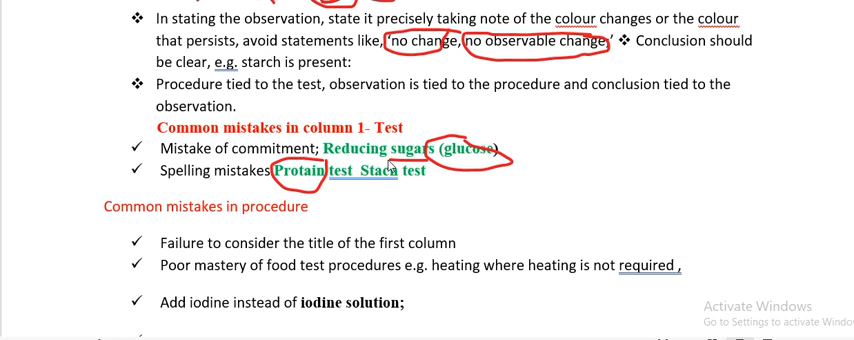 ❖ In stating the observation, state it precisely taking note of the colour changes or the colour
that persists, avoid statements like, ‘no change, no observable change,’ ❖ Conclusion should
be clear, e.g. starch is present:
❖ Procedure tied to the test, observation is tied to the procedure and conclusion tied to the
observation.
Common mistakes in column 1- Test
✓ Mistake of commitment; Reducing sugars (glucose)
✓ Spelling mistakes Protain test Stach test
Common mistakes in procedure
✓ Failure to consider the title of the first column
✓ Poor mastery of food test procedures e.g. heating where heating is not required ,
✓ Add iodine instead of iodine solution;
Activate Windows
Go to Settings to activate Windo